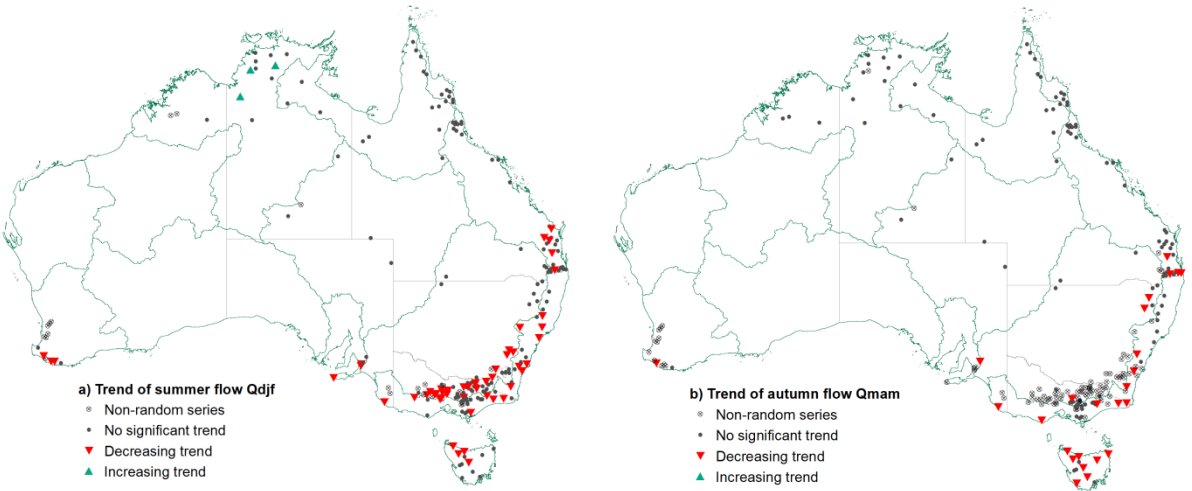 a) Trend of summer flow Qdjf
Non-random series
No significant trend
Decreasing trend
Increasing trend
b) Trend of autumn flow Qmam
Non-random series
No significant trend
Decreasing trend
Increasing trend